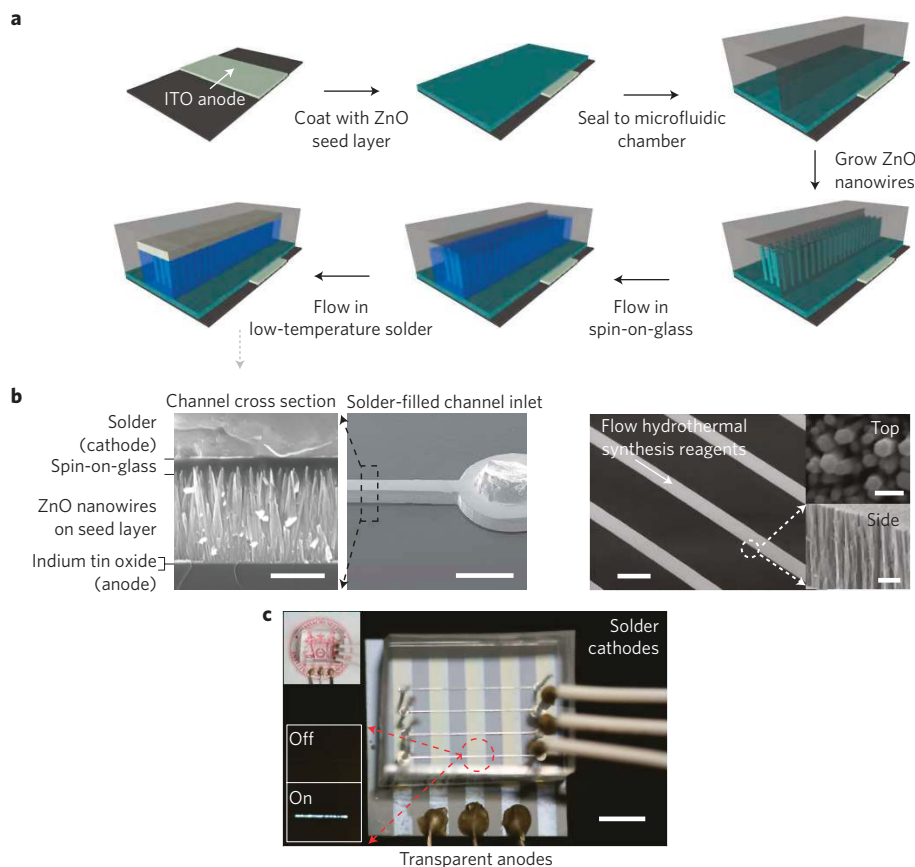 a
ITO anode
Coat with ZnO
seed layer
Seal to microfluidic
chamber
Grow ZnO
nanowires
Flow in
low-temperature solder
Flow in
spin-on-glass
b
Channel cross section
Solder-filled channel inlet
Solder
(cathode)
Spin-on-glass
ZnO nanowires
on seed layer
Indium tin oxide
(anode)
Flow hydrothermal
synthesis reagents
Top
Side
c
Solder
cathodes
Off
On
Transparent anodes